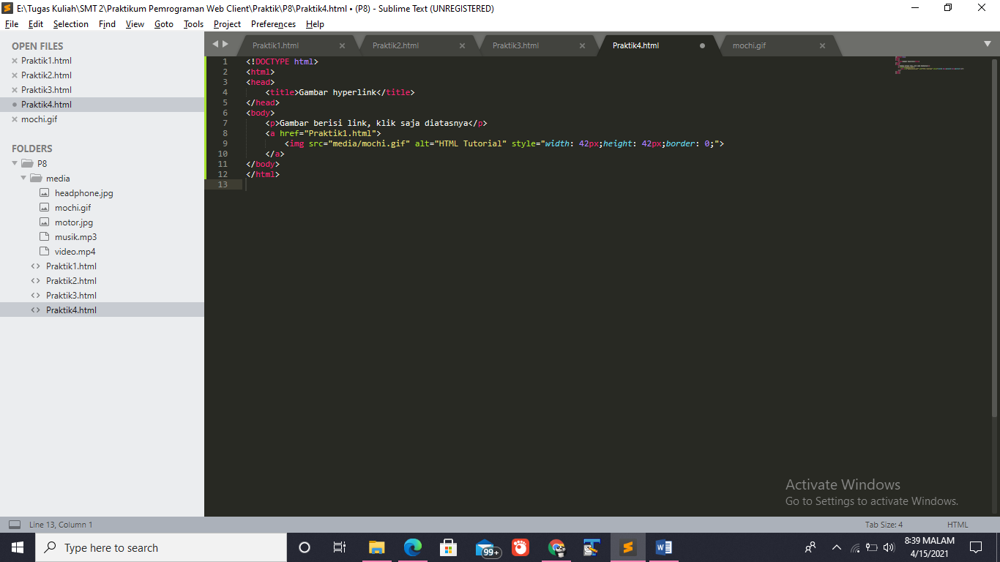 E:\Tugas Kuliah\SMT 2\Praktikum Pemrograman Web Client\Praktik\P8\Praktik4.html • (P8) - Sublime Text (UNREGISTERED)
File Edit Selection Find View Goto Tools Project Preferences Help
OPEN FILES
Praktik1.html
Praktik2.html
Praktik3.html
Praktik4.html
mochi.gif
FOLDERS
P8
media
headphone.jpg
mochi.gif
motor.jpg
musik.mp3
video.mp4
Praktik1.html
Praktik2.html
Praktik3.html
Praktik4.html
Praktik1.html Praktik2.html Praktik3.html Praktik4.html mochi.gif
1 <!DOCTYPE html>
2 <html>
3 <head>
4 <title>Gambar hyperlink</title>
5 </head>
6 <body>
7 <p>Gambar berisi link, klik saja diatasnya</p>
8 <a href="Praktik1.html">
9 <img src="media/mochi.gif" alt="HTML Tutorial" style="width: 42px;height: 42px;border: 0;">
10 </a>
11 </body>
12 </html>
13
Activate Windows
Go to Settings to activate Windows.
Line 13, Column 1 Tab Size: 4 HTML
Type here to search
99+
8:39 MALAM
4/15/2021